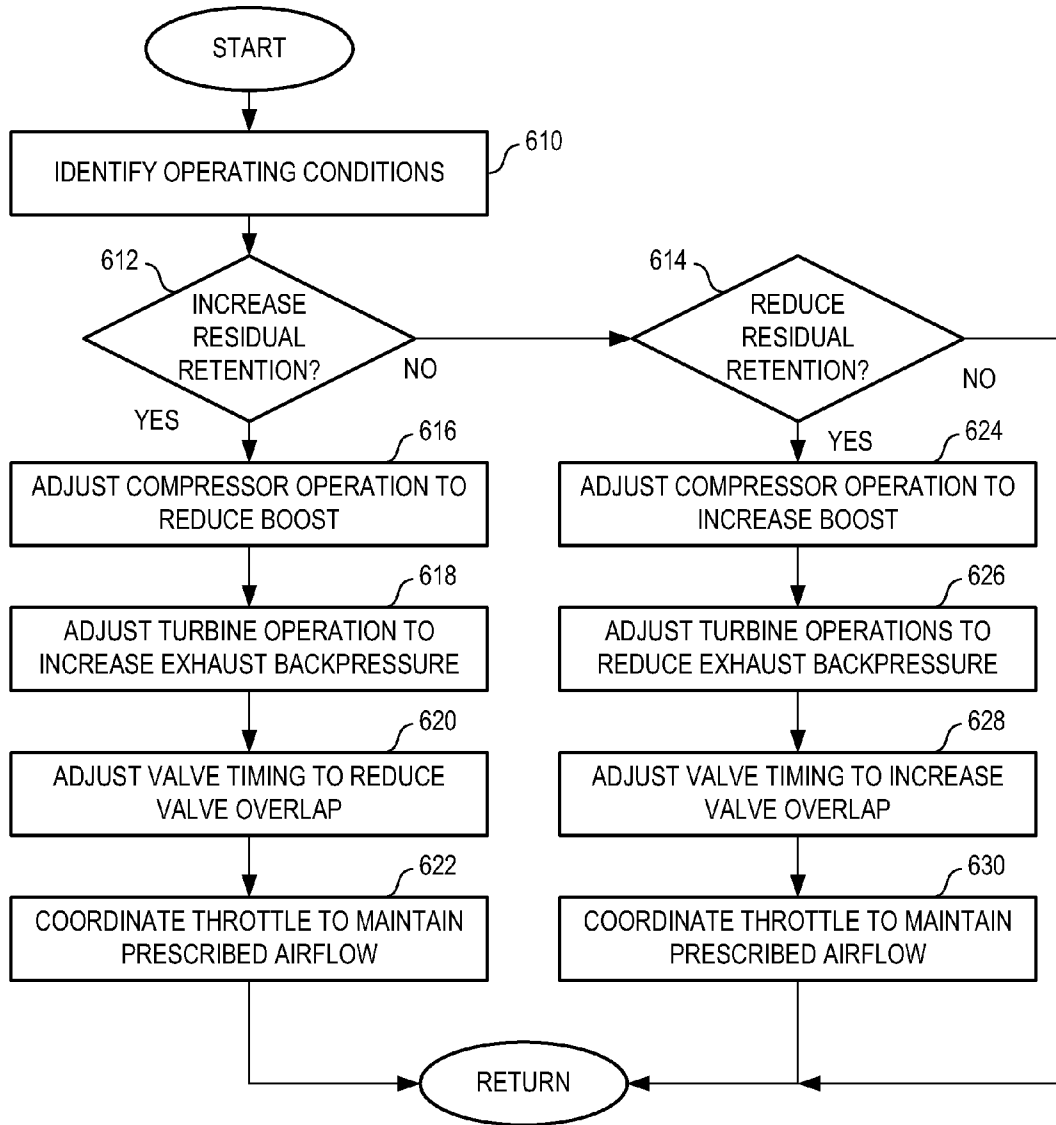 START
610
IDENTIFY OPERATING CONDITIONS
612
INCREASE
RESIDUAL
RETENTION?
NO
YES
614
REDUCE
RESIDUAL
RETENTION?
NO
YES
616
ADJUST COMPRESSOR OPERATION TO
REDUCE BOOST
618
ADJUST TURBINE OPERATION TO
INCREASE EXHAUST BACKPRESSURE
620
ADJUST VALVE TIMING TO REDUCE
VALVE OVERLAP
622
COORDINATE THROTTLE TO MAINTAIN
PRESCRIBED AIRFLOW
624
ADJUST COMPRESSOR OPERATION TO
INCREASE BOOST
626
ADJUST TURBINE OPERATIONS TO
REDUCE EXHAUST BACKPRESSURE
628
ADJUST VALVE TIMING TO INCREASE
VALVE OVERLAP
630
COORDINATE THROTTLE TO MAINTAIN
PRESCRIBED AIRFLOW
RETURN